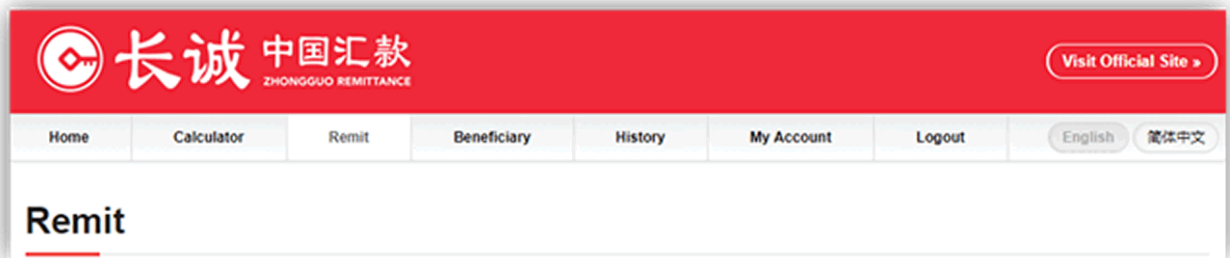 长诚 中国汇款
ZHONGGUO REMITTANCE
Visit Official Site »
Home Calculator Remit Beneficiary History My Account Logout English 简体中文
Remit